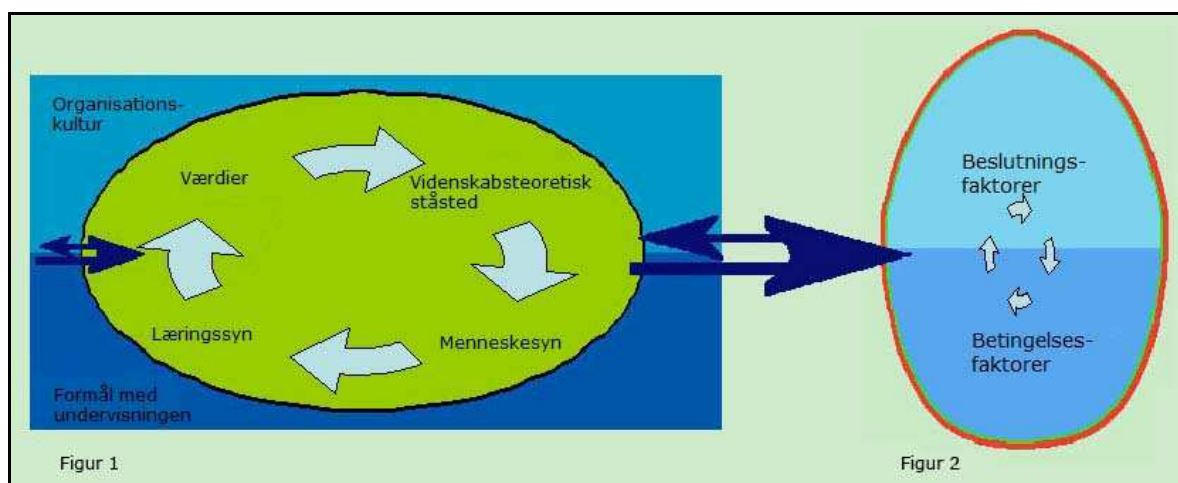 Organisations-
kultur
Værdier
Videnskabsteoretisk
ståsted
Læringssyn
Menneskesyn
Formål med
undervisningen
Figur 1
Beslutnings-
faktorer
Betingelses-
faktorer
Figur 2